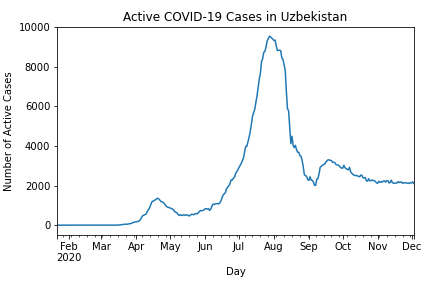 Active COVID-19 Cases in Uzbekistan
Number of Active Cases
10000
8000
6000
4000
2000
0
Feb Mar Apr May Jun Jul Aug Sep Oct Nov Dec
2020
Day